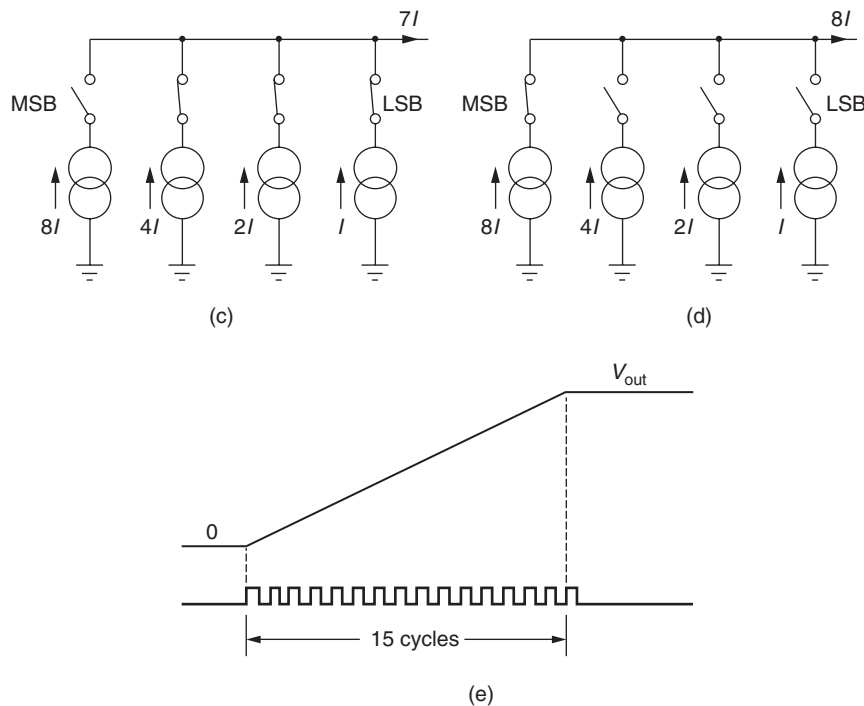 7I
8I
MSB
LSB
MSB
LSB
8I
4I
2I
I
8I
4I
2I
I
(c)
(d)
Vout
0
15 cycles
(e)